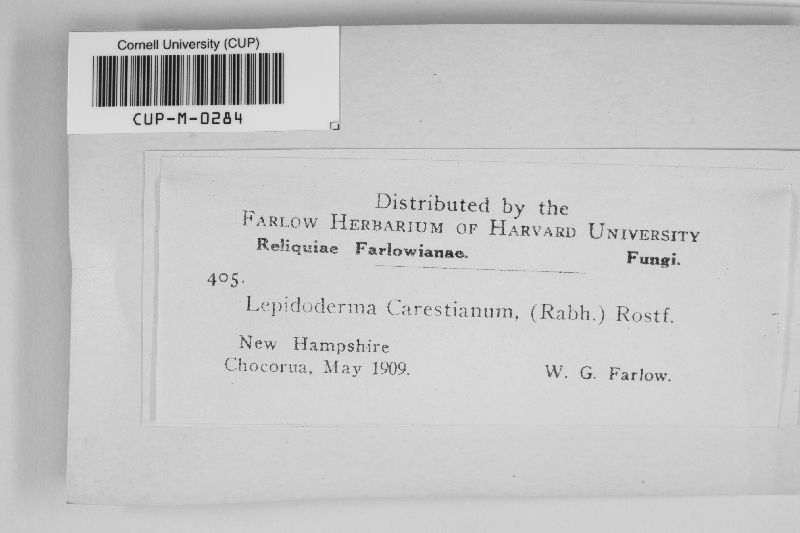 Cornell University (CUP)
CUP-M-0284
Distributed by the
FARLOW HERBARIUM OF HARVARD UNIVERSITY
Reliquiae Farlowianae. Fungi.
405.
Lepidoderma Carestianum, (Rabh.) Rostf.
New Hampshire
Chocorua, May 1909. W. G. Farlow.